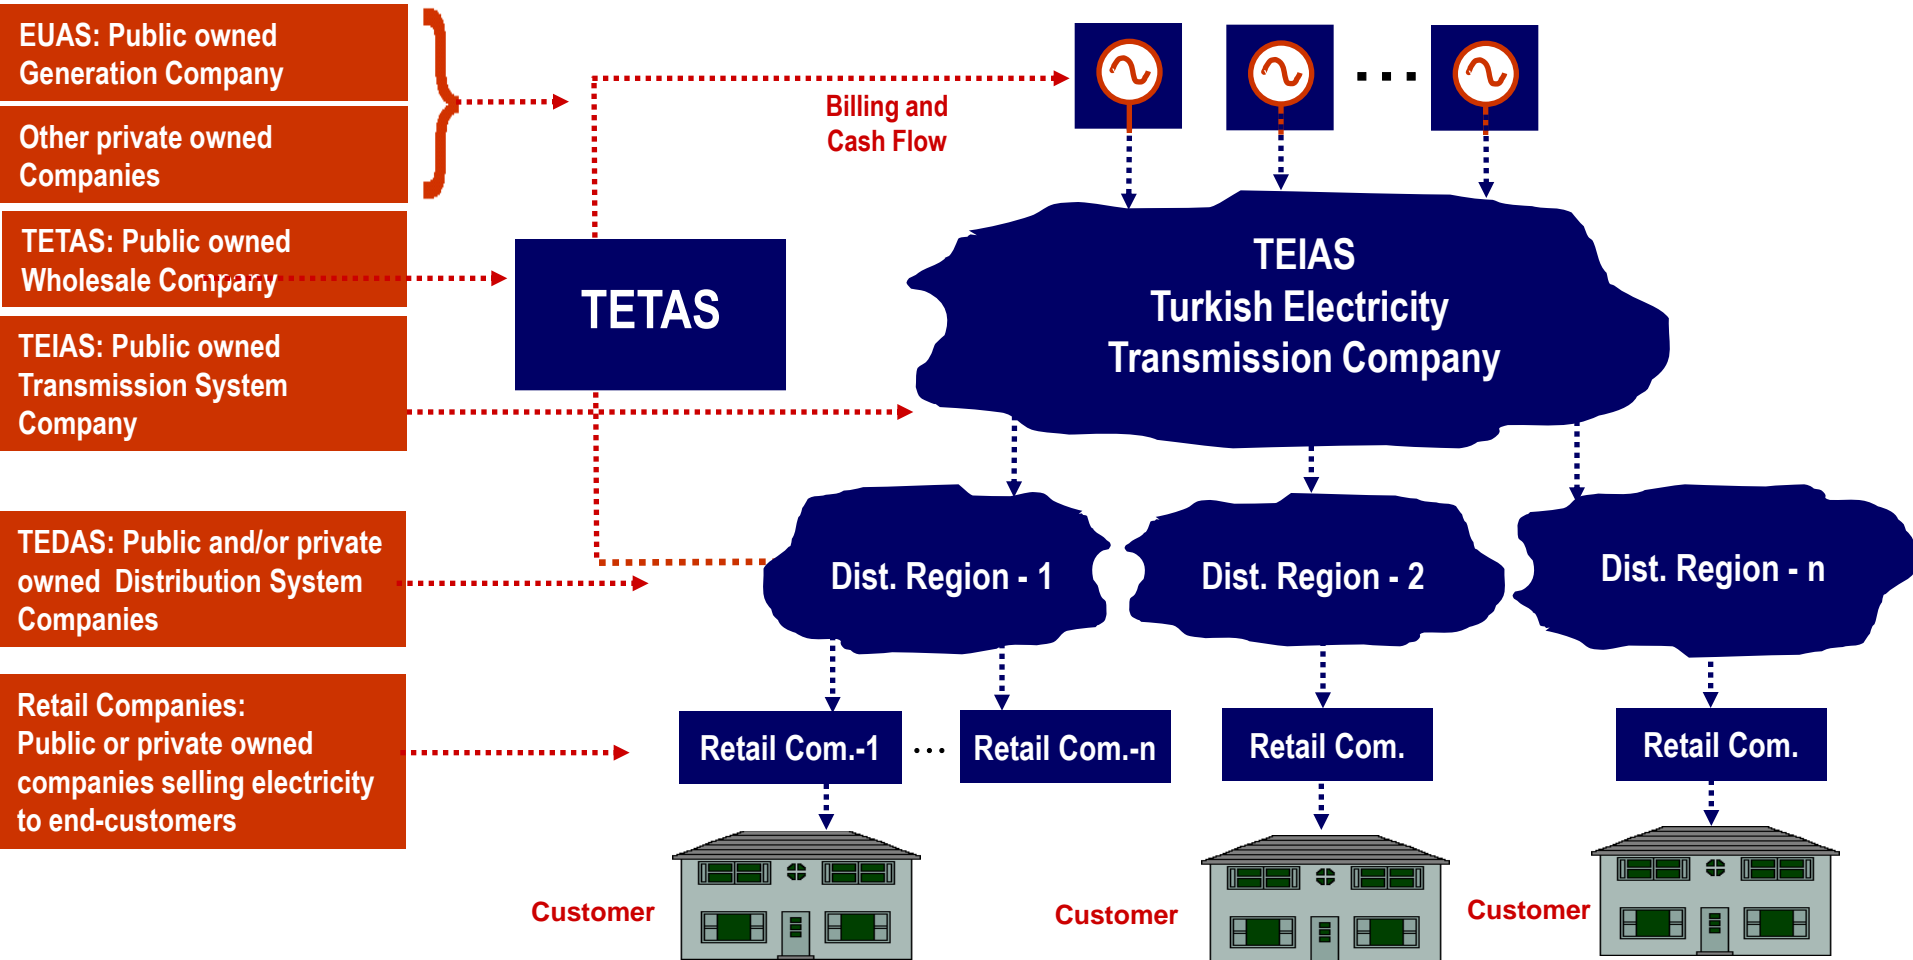 EUAS: Public owned
Generation Company
Other private owned
Companies
TETAS: Public owned
Wholesale Company
TEIAS: Public owned
Transmission System
Company
TEDAS: Public and/or private
owned Distribution System
Companies
Retail Companies:
Public or private owned
companies selling electricity
to end-customers
Billing and
Cash Flow
TETAS
TEIAS
Turkish Electricity
Transmission Company
Dist. Region - 1
Dist. Region - 2
Dist. Region - n
Retail Com.-1
...
Retail Com.-n
Retail Com.
Retail Com.
Customer
Customer
Customer